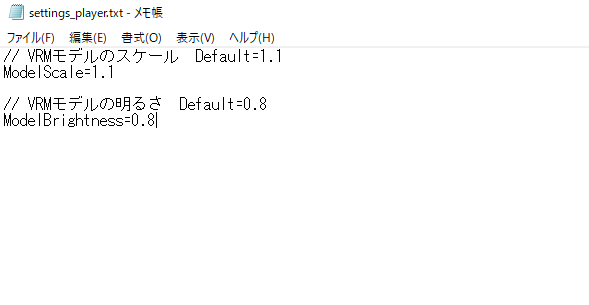 settings_player.txt - メモ帳
ファイル(F) 編集(E) 書式(O) 表示(V) ヘルプ(H)
// VRMモデルのスケール　Default=1.1
ModelScale=1.1
// VRMモデルの明るさ　Default=0.8
ModelBrightness=0.8